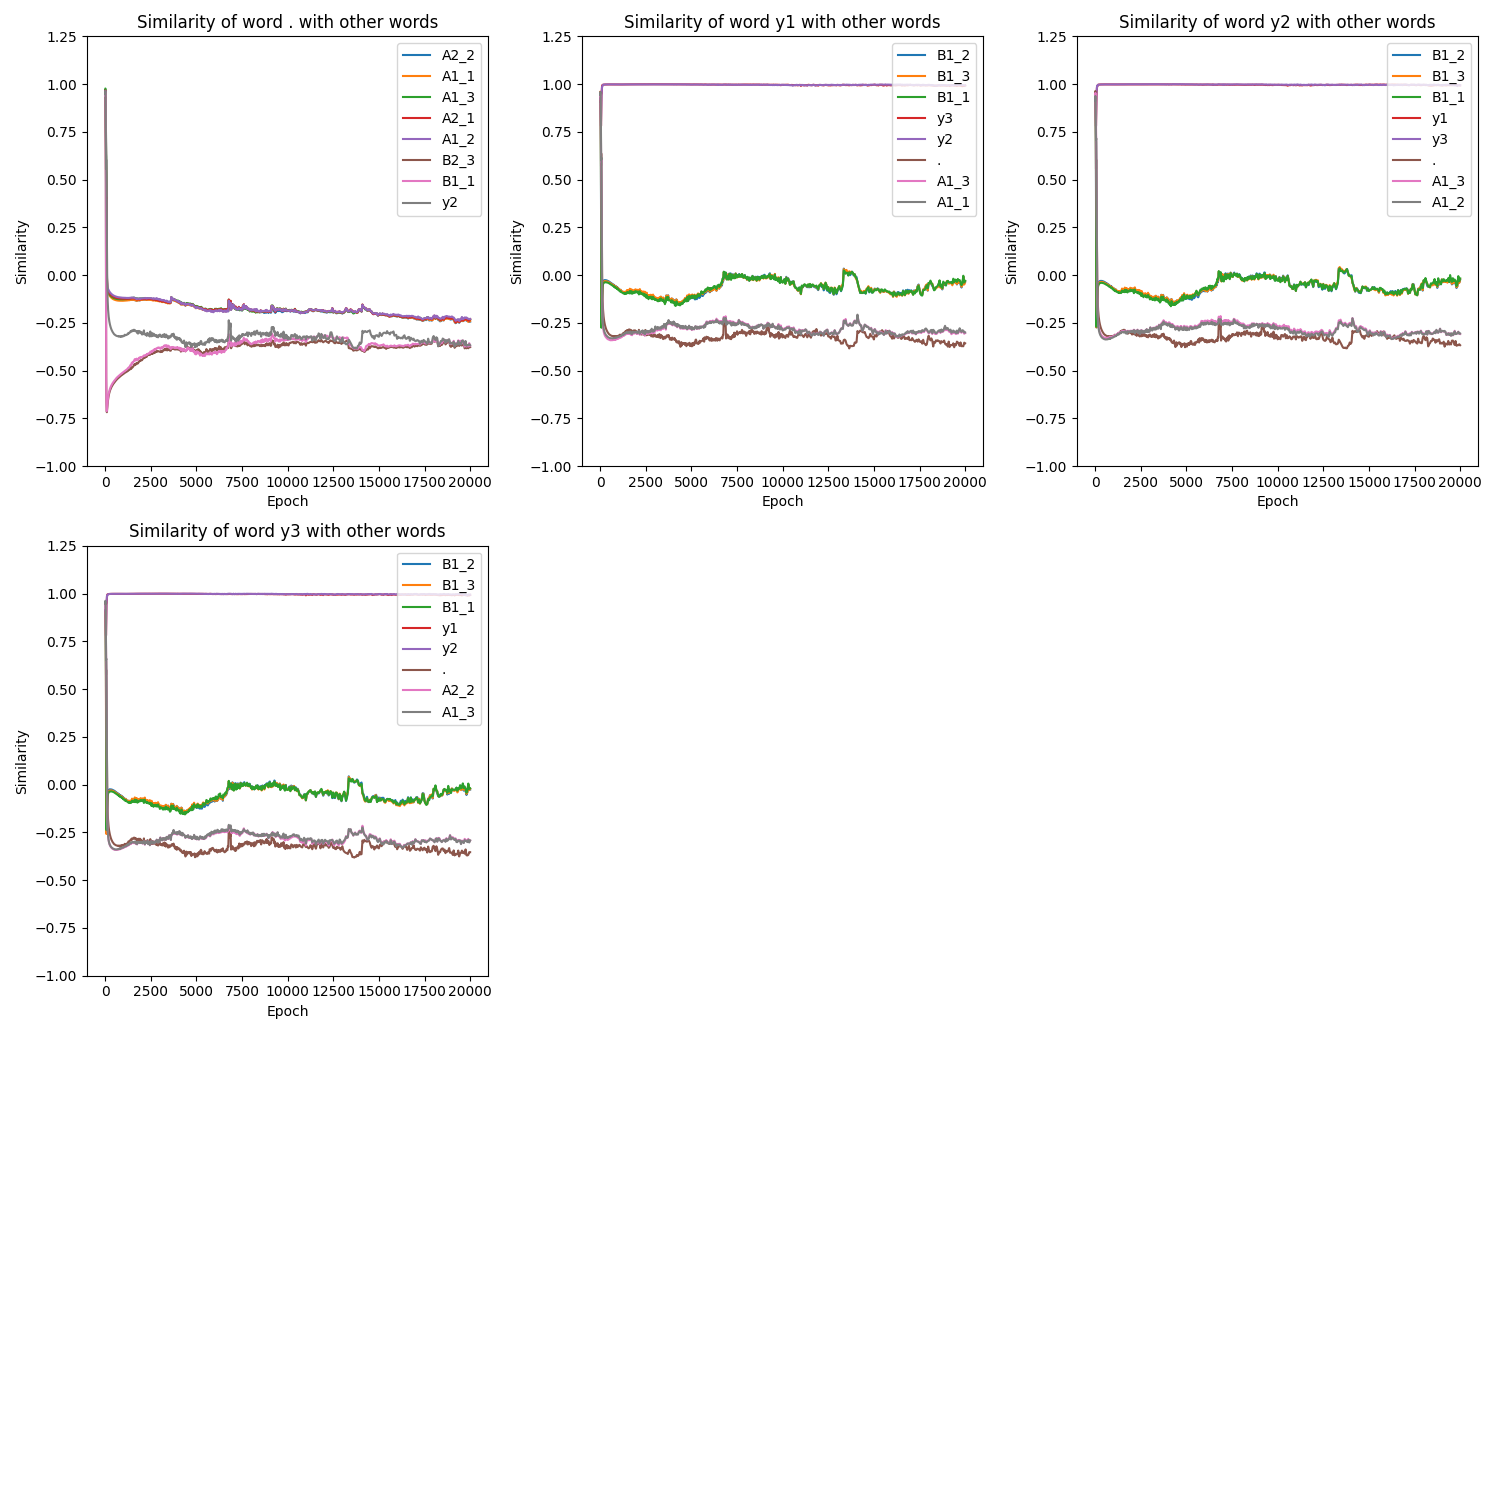 Similarity of word . with other words
1.25
1.00
0.75
0.50
0.25
0.00
−0.25
−0.50
−0.75
−1.00
Similarity
0 2500 5000 7500 10000 12500 15000 17500 20000
Epoch
A2_2
A1_1
A1_3
A2_1
A1_2
B2_3
B1_1
y2
Similarity of word y1 with other words
1.25
1.00
0.75
0.50
0.25
0.00
−0.25
−0.50
−0.75
−1.00
Similarity
0 2500 5000 7500 10000 12500 15000 17500 20000
Epoch
B1_2
B1_3
B1_1
y3
y2
.
A1_3
A1_1
Similarity of word y2 with other words
1.25
1.00
0.75
0.50
0.25
0.00
−0.25
−0.50
−0.75
−1.00
Similarity
0 2500 5000 7500 10000 12500 15000 17500 20000
Epoch
B1_2
B1_3
B1_1
y1
y3
.
A1_3
A1_2
Similarity of word y3 with other words
1.25
1.00
0.75
0.50
0.25
0.00
−0.25
−0.50
−0.75
−1.00
Similarity
0 2500 5000 7500 10000 12500 15000 17500 20000
Epoch
B1_2
B1_3
B1_1
y1
y2
.
A2_2
A1_3